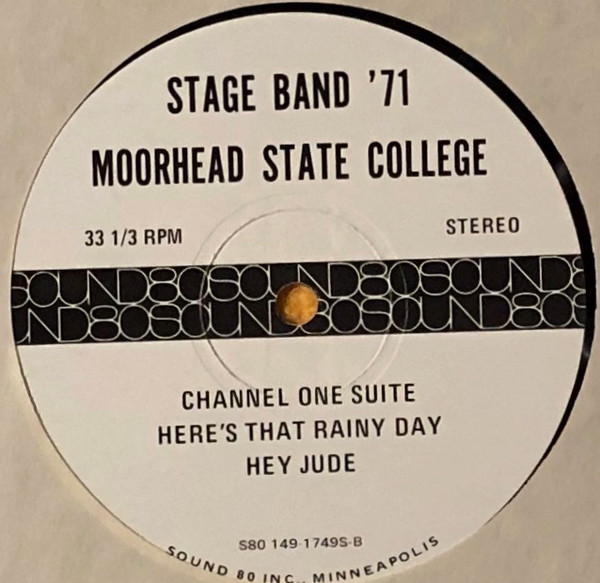 STAGE BAND '71
MOORHEAD STATE COLLEGE
33 1/3 RPM
STEREO
SOUND80SOUND80SOUND8
UND80SOUND80SOUND80S
CHANNEL ONE SUITE
HERE'S THAT RAINY DAY
HEY JUDE
S80 149-1749S-B
SOUND 80 INC., MINNEAPOLIS